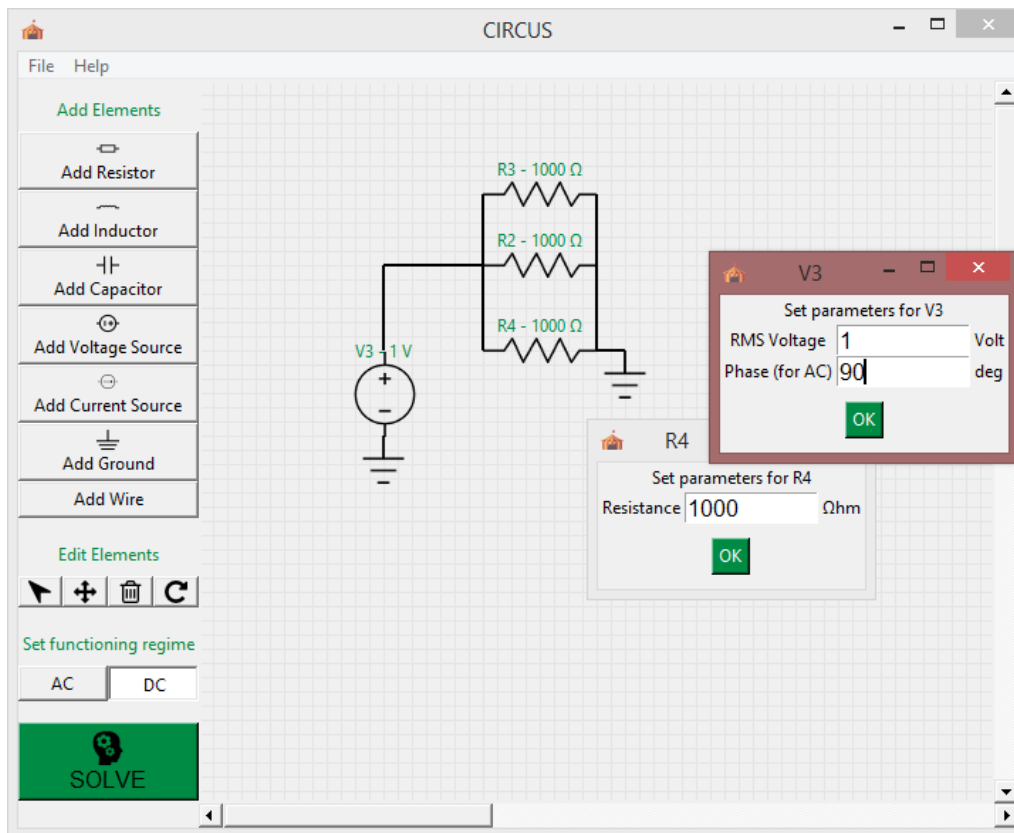 CIRCUS
File Help
Add Elements
Add Resistor
Add Inductor
Add Capacitor
Add Voltage Source
Add Current Source
Add Ground
Add Wire
Edit Elements
Set functioning regime
AC DC
SOLVE
R3 - 1000 Ω
R2 - 1000 Ω
R4 - 1000 Ω
V3 - 1 V
V3
Set parameters for V3
RMS Voltage 1 Volt
Phase (for AC) 90 deg
OK
R4
Set parameters for R4
Resistance 1000 Ωhm
OK